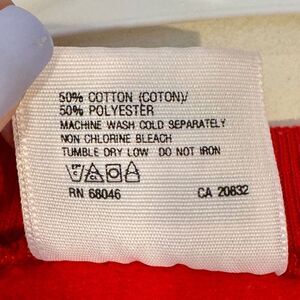 50% COTTON (COTON)/
50% POLYESTER
MACHINE WASH COLD SEPARATELY
NON CHLORINE BLEACH
TUMBLE DRY LOW DO NOT IRON
RN 68046 CA 20832